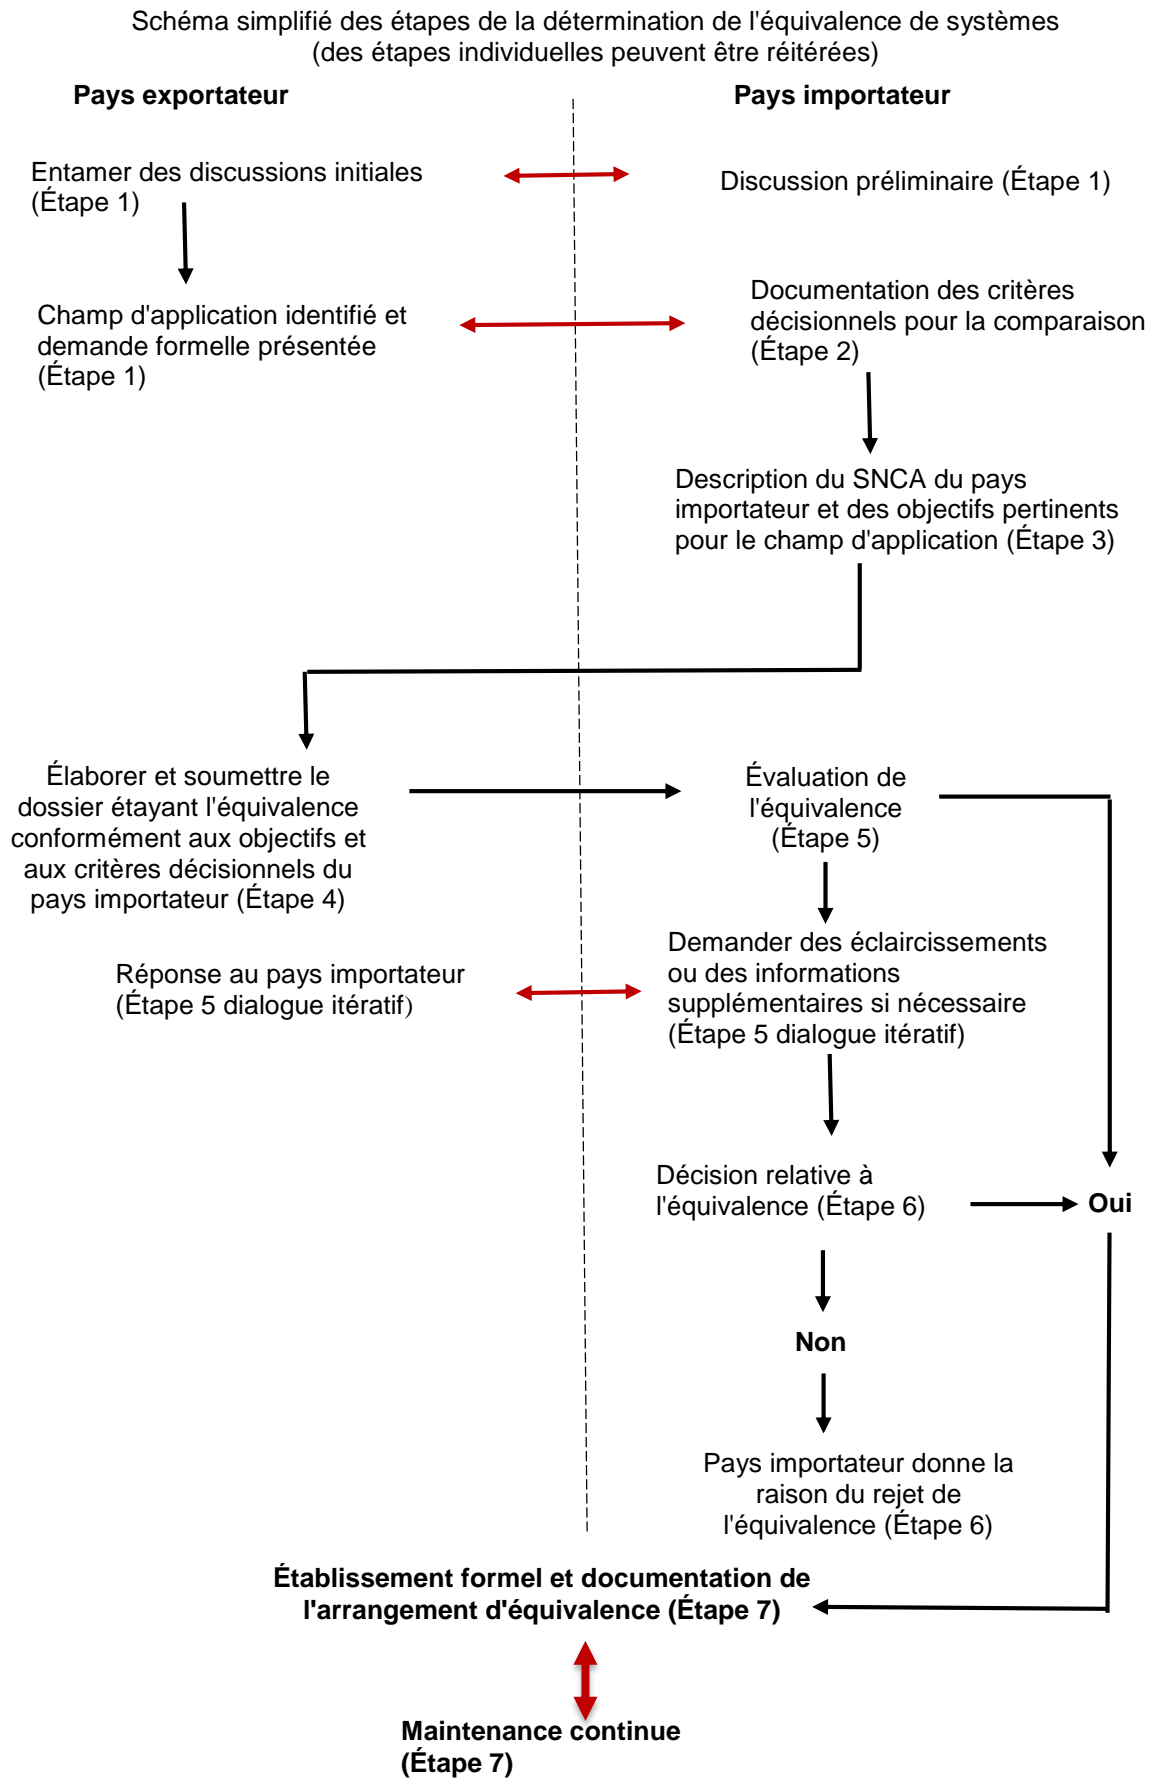 Schéma simplifié des étapes de la détermination de l'équivalence de systèmes
(des étapes individuelles peuvent être réitérées)
Pays exportateur
Pays importateur
Entamer des discussions initiales
(Étape 1)
Discussion préliminaire (Étape 1)
Champ d'application identifié et
demande formelle présentée
(Étape 1)
Documentation des critères
décisionnels pour la comparaison
(Étape 2)
Description du SNCA du pays
importateur et des objectifs pertinents
pour le champ d'application (Étape 3)
Élaborer et soumettre le
dossier étayant l'équivalence
conformément aux objectifs et
aux critères décisionnels du
pays importateur (Étape 4)
Évaluation de
l'équivalence
(Étape 5)
Demander des éclaircissements
ou des informations
supplémentaires si nécessaire
(Étape 5 dialogue itératif)
Réponse au pays importateur
(Étape 5 dialogue itératif)
Décision relative à
l'équivalence (Étape 6)
Oui
Non
Pays importateur donne la
raison du rejet de
l'équivalence (Étape 6)
Établissement formel et documentation de
l'arrangement d'équivalence (Étape 7)
Maintenance continue
(Étape 7)